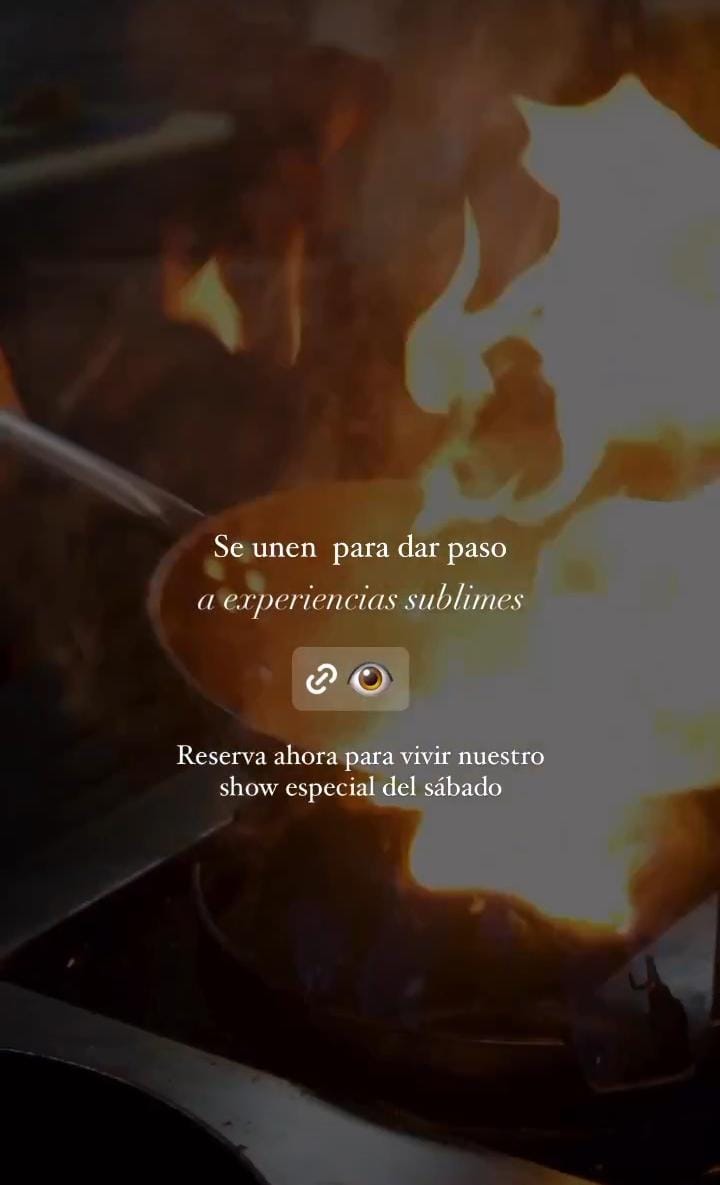 Se unen  para dar paso
a experiencias sublimes
👁️
Reserva ahora para vivir nuestro
show especial del sábado